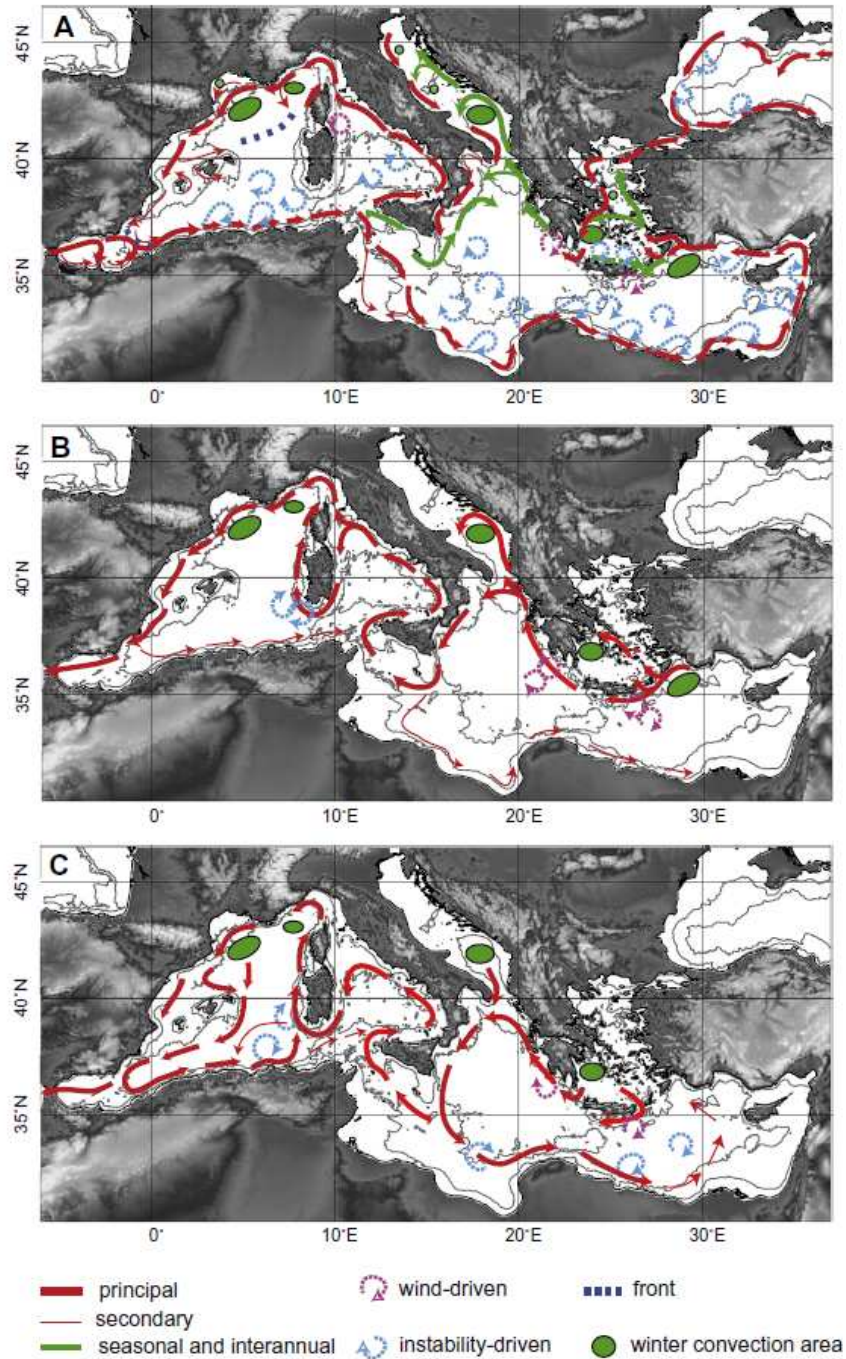 A
45°N
40°N
35°N
0° 10°E 20°E 30°E
B
45°N
40°N
35°N
0° 10°E 20°E 30°E
C
45°N
40°N
35°N
0° 10°E 20°E 30°E
principal wind-driven front
secondary
seasonal and interannual instability-driven winter convection area